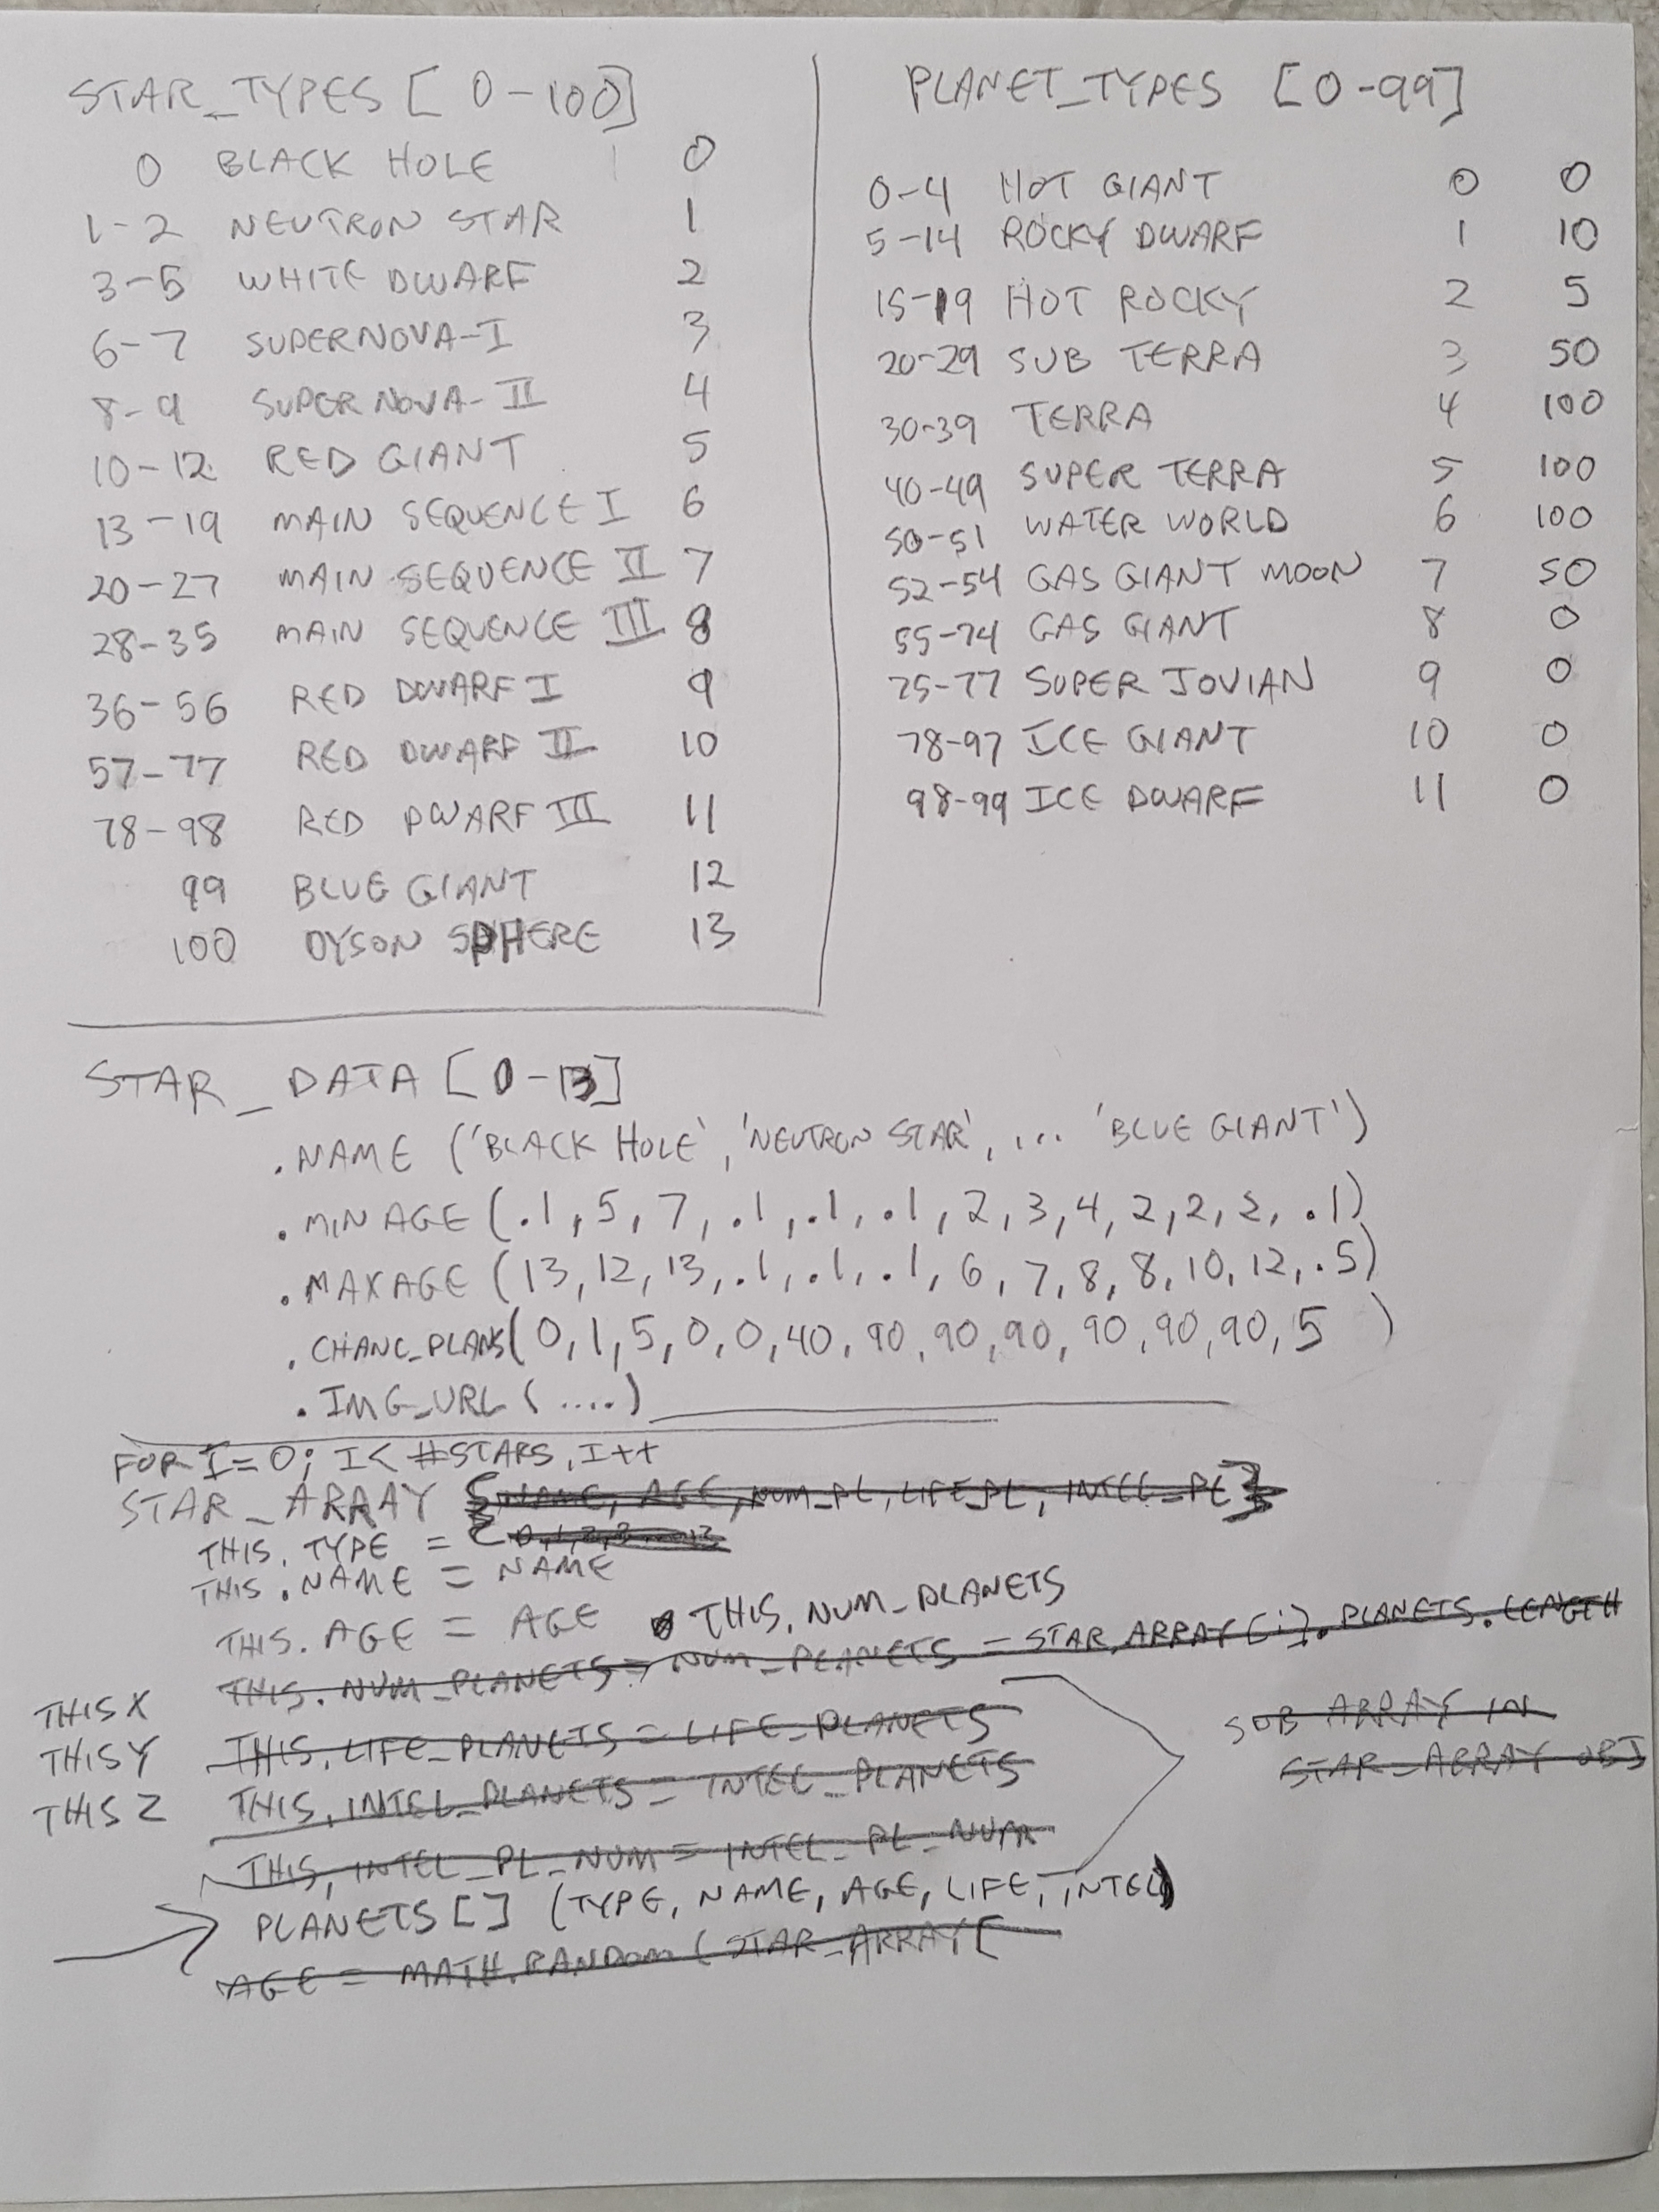 STAR_TYPES [ 0-100]
0 BLACK HOLE 0
1-2 NEUTRON STAR 1
3-5 WHITE DWARF 2
6-7 SUPERNOVA-I 3
8-9 SUPERNOVA-II 4
10-12 RED GIANT 5
13-19 MAIN SEQUENCE I 6
20-27 MAIN SEQUENCE II 7
28-35 MAIN SEQUENCE III 8
36-56 RED DWARF I 9
57-77 RED DWARF II 10
78-98 RED DWARF III 11
99 BLUE GIANT 12
100 DYSON SPHERE 13
PLANET_TYPES [0-99]
0-4 HOT GIANT 0 0
5-14 ROCKY DWARF 1 10
15-19 HOT ROCKY 2 5
20-29 SUB TERRA 3 50
30-39 TERRA 4 100
40-49 SUPER TERRA 5 100
50-51 WATER WORLD 6 100
52-54 GAS GIANT MOON 7 50
55-74 GAS GIANT 8 0
75-77 SUPER JOVIAN 9 0
78-97 ICE GIANT 10 0
98-99 ICE DWARF 11 0
STAR_DATA [0-13]
.NAME ('BLACK HOLE', 'NEUTRON STAR', ... 'BLUE GIANT')
.MINAGE (.1, 5, 7, .1, .1, .1, 2, 3, 4, 2, 2, 2, .1)
.MAXAGE (13, 12, 13, .1, .1, .1, 6, 7, 8, 8, 10, 12, .5)
.CHANC_PLANS(0, 1, 5, 0, 0, 40, 90, 90, 90, 90, 90, 90, 5 )
.IMG_URL (....)
FOR I=0; I< #STARS, I++
STAR_ARRAY {NAME, AGE, NUM_PL, LIFE_PL, INTEL_PL}
THIS.TYPE = {0,1,2,3...13
THIS.NAME = NAME
THIS.AGE = AGE THIS.NUM_PLANETS
THIS.NUM_PLANETS = NUM_PLANETS = STAR_ARRAY[i].PLANETS.LENGTH
THIS X
THIS Y THIS.LIFE_PLANETS = LIFE_PLANETS
THIS Z THIS.INTEL_PLANETS = INTEL_PLANETS
SUB ARRAY IN
STAR_ARRAY OBJ
THIS.INTEL_PL_NUM = INTEL_PL_NUM
PLANETS [] (TYPE, NAME, AGE, LIFE, INTEL)
AGE = MATH.RANDOM (STAR_ARRAY[